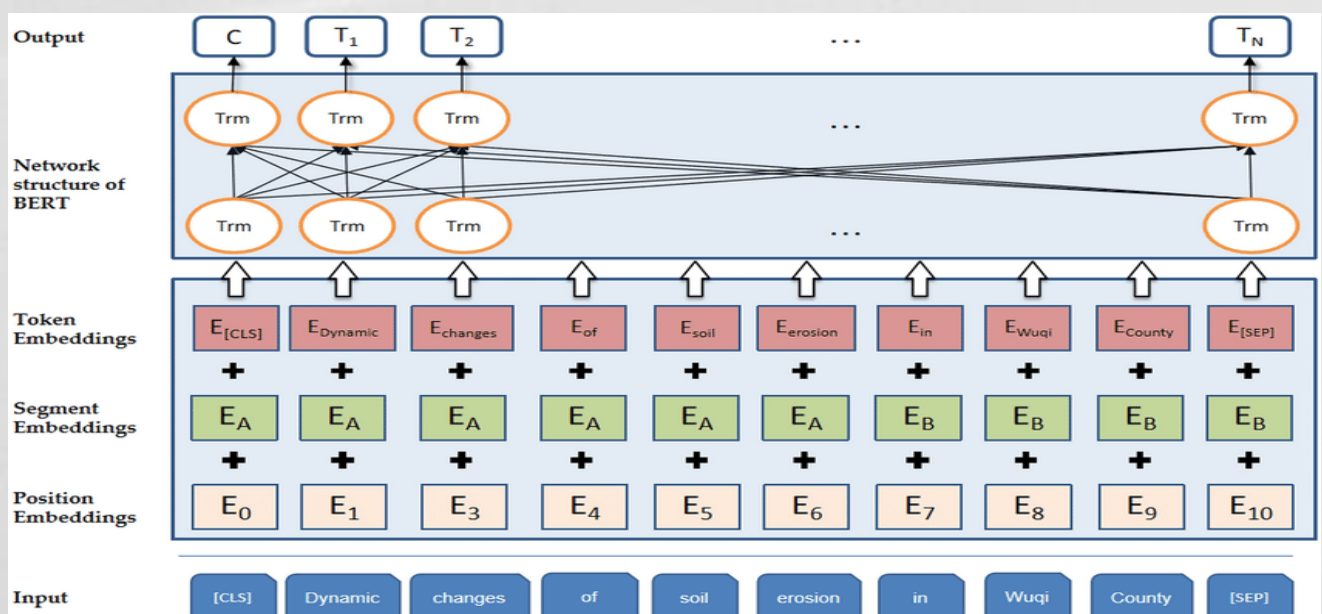 Output C T1 T2 ... TN
Trm Trm Trm ... Trm
Network
structure of
BERT
Trm Trm Trm ... Trm
Token
Embeddings
E[CLS] EDynamic Echanges Eof Esoil Eerosion Ein EWuqi ECounty E[SEP]
+ + + + + + + + + +
Segment
Embeddings
EA EA EA EA EA EA EB EB EB EB
+ + + + + + + + + +
Position
Embeddings
E0 E1 E3 E4 E5 E6 E7 E8 E9 E10
Input [CLS] Dynamic changes of soil erosion in Wuqi County [SEP]